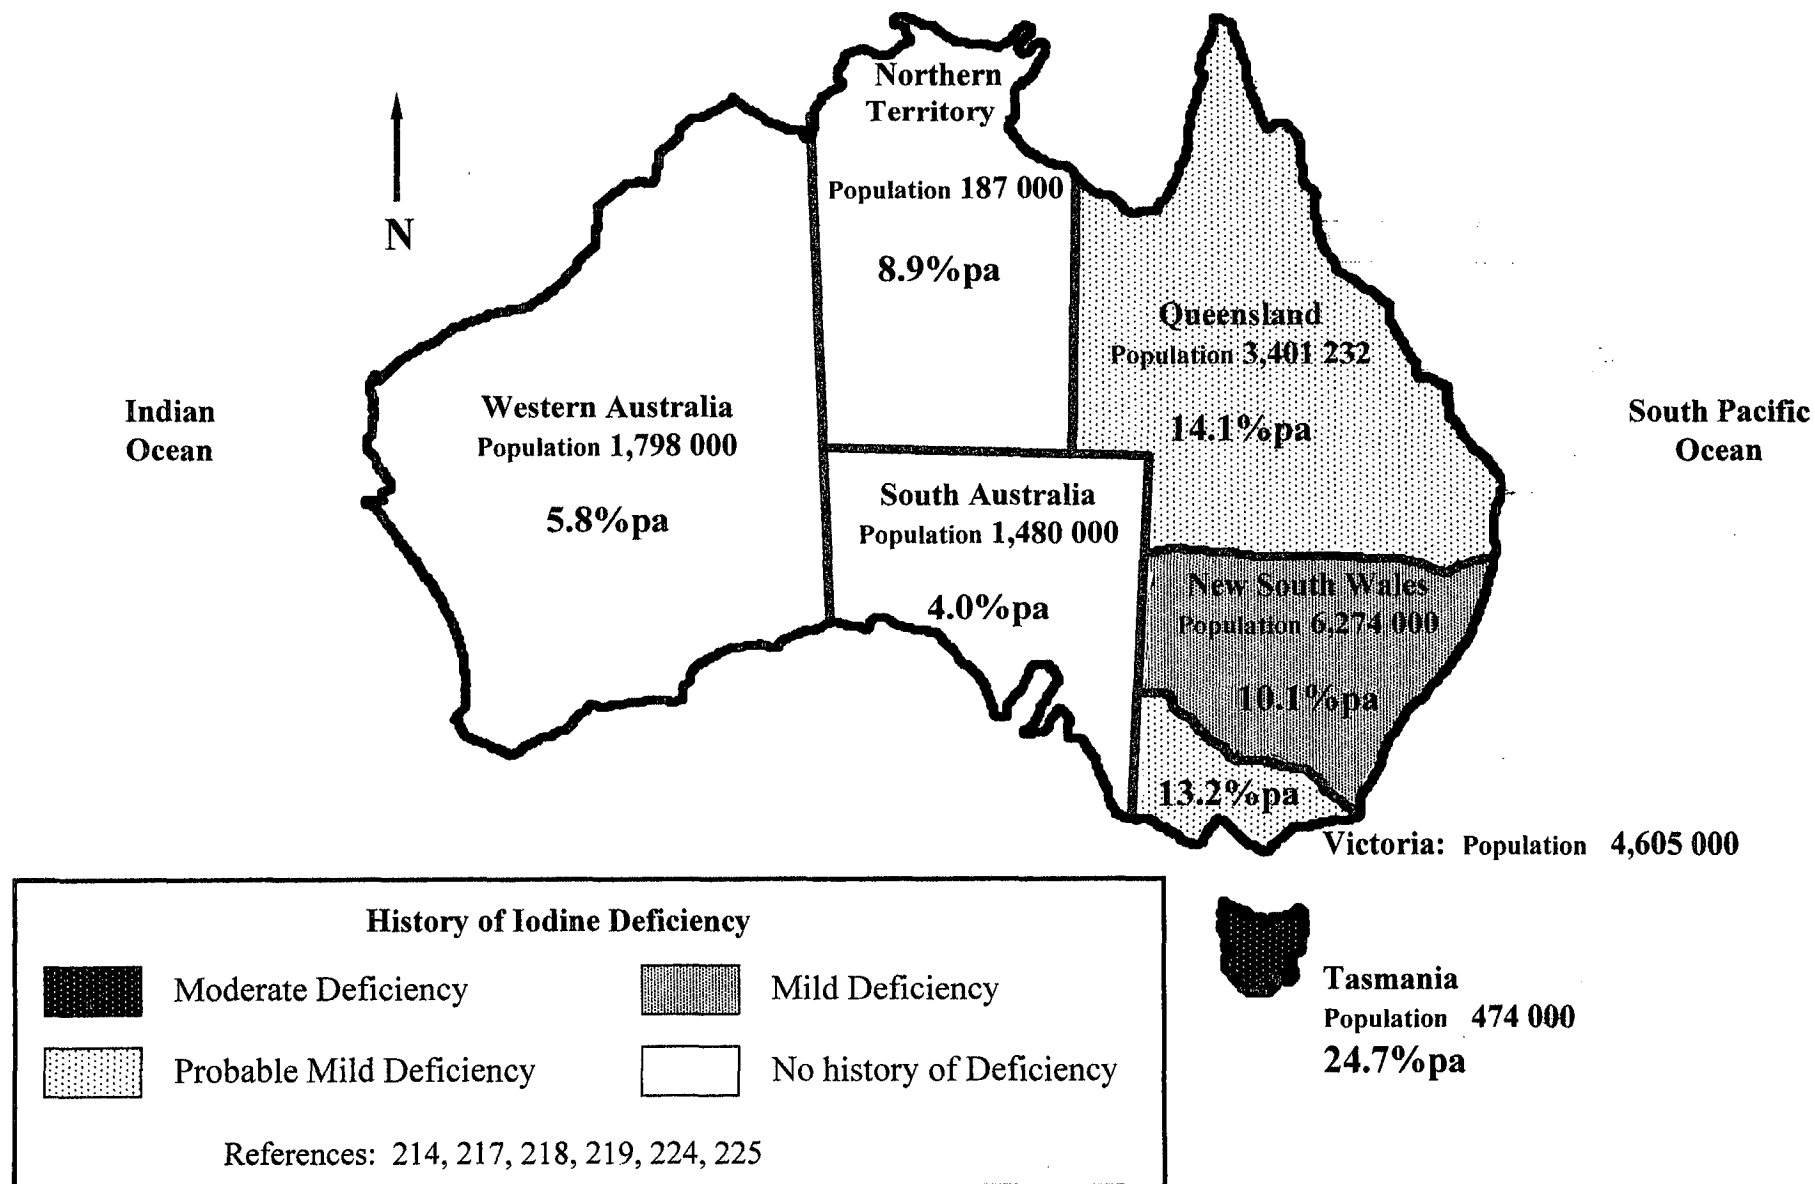 Northern
Territory
Population 187 000
8.9%pa
N
Queensland
Population 3,401 232
14.1%pa
Indian
Ocean
Western Australia
Population 1,798 000
5.8%pa
South Pacific
Ocean
South Australia
Population 1,480 000
4.0%pa
New South Wales
Population 6,274 000
10.1%pa
13.2%pa
Victoria: Population 4,605 000
Tasmania
Population 474 000
24.7%pa
History of Iodine Deficiency
Moderate Deficiency
Mild Deficiency
Probable Mild Deficiency
No history of Deficiency
References: 214, 217, 218, 219, 224, 225